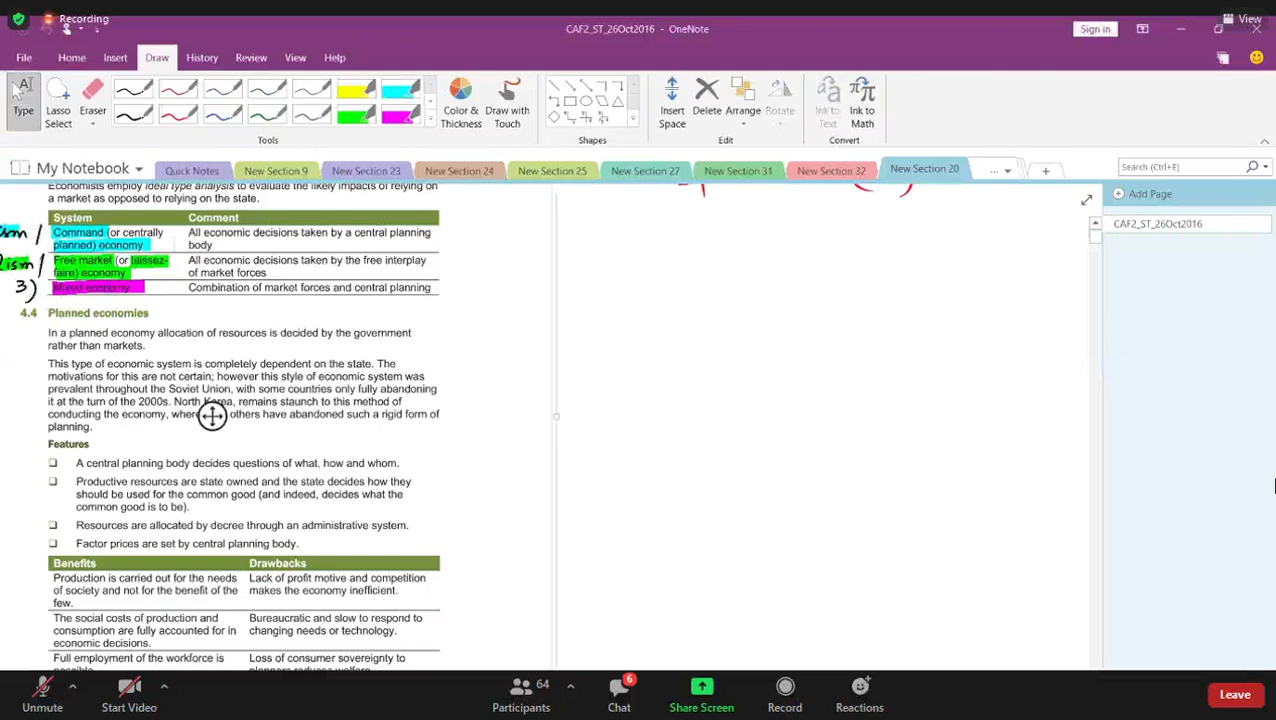 Recording
View
CAF2_ST_26Oct2016 - OneNote
Sign in
File Home Insert Draw History Review View Help
Type
Lasso Select
Eraser
Color & Thickness
Draw with Touch
Insert Space
Delete
Arrange
Rotate
Ink to Text
Ink to Math
Tools
Shapes
Edit
Convert
My Notebook
Quick Notes
New Section 9
New Section 23
New Section 24
New Section 25
New Section 27
New Section 31
New Section 32
New Section 20
...
Search (Ctrl+E)
Add Page
CAF2_ST_26Oct2016
Economists employ ideal type analysis to evaluate the likely impacts of relying on
a market as opposed to relying on the state.
System Comment
Command (or centrally All economic decisions taken by a central planning
planned) economy body
Free market (or laissez- All economic decisions taken by the free interplay
faire) economy of market forces
3) Mixed economy Combination of market forces and central planning
4.4 Planned economies
In a planned economy allocation of resources is decided by the government
rather than markets.
This type of economic system is completely dependent on the state. The
motivations for this are not certain; however this style of economic system was
prevalent throughout the Soviet Union, with some countries only fully abandoning
it at the turn of the 2000s. North Korea, remains staunch to this method of
conducting the economy, where others have abandoned such a rigid form of
planning.
Features
A central planning body decides questions of what, how and whom.
Productive resources are state owned and the state decides how they
should be used for the common good (and indeed, decides what the
common good is to be).
Resources are allocated by decree through an administrative system.
Factor prices are set by central planning body.
Benefits Drawbacks
Production is carried out for the needs Lack of profit motive and competition
of society and not for the benefit of the makes the economy inefficient.
few.
The social costs of production and Bureaucratic and slow to respond to
consumption are fully accounted for in changing needs or technology.
economic decisions.
Full employment of the workforce is Loss of consumer sovereignty to
Unmute
Start Video
64
Participants
6
Chat
Share Screen
Record
Reactions
Leave